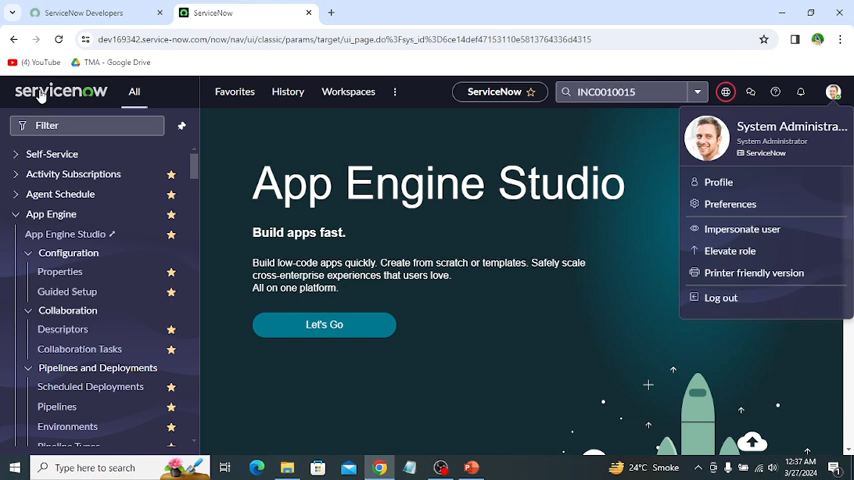 ServiceNow Developers
ServiceNow
dev169342.service-now.com/now/nav/ui/classic/params/target/ui_page.do%3Fsys_id%3D6ce14def47153110e5813764336d4315
(4) YouTube
TMA - Google Drive
servicenow
All
Favorites
History
Workspaces
ServiceNow
INC0010015
Filter
Self-Service
Activity Subscriptions
Agent Schedule
App Engine
App Engine Studio
Configuration
Properties
Guided Setup
Collaboration
Descriptors
Collaboration Tasks
Pipelines and Deployments
Scheduled Deployments
Pipelines
Environments
Pipeline Types
App Engine Studio
Build apps fast.
Build low-code apps quickly. Create from scratch or templates. Safely scale
cross-enterprise experiences that users love.
All on one platform.
Let's Go
System Administra...
System Administrator
ServiceNow
Profile
Preferences
Impersonate user
Elevate role
Printer friendly version
Log out
Type here to search
24°C Smoke
12:37 AM
3/27/2024